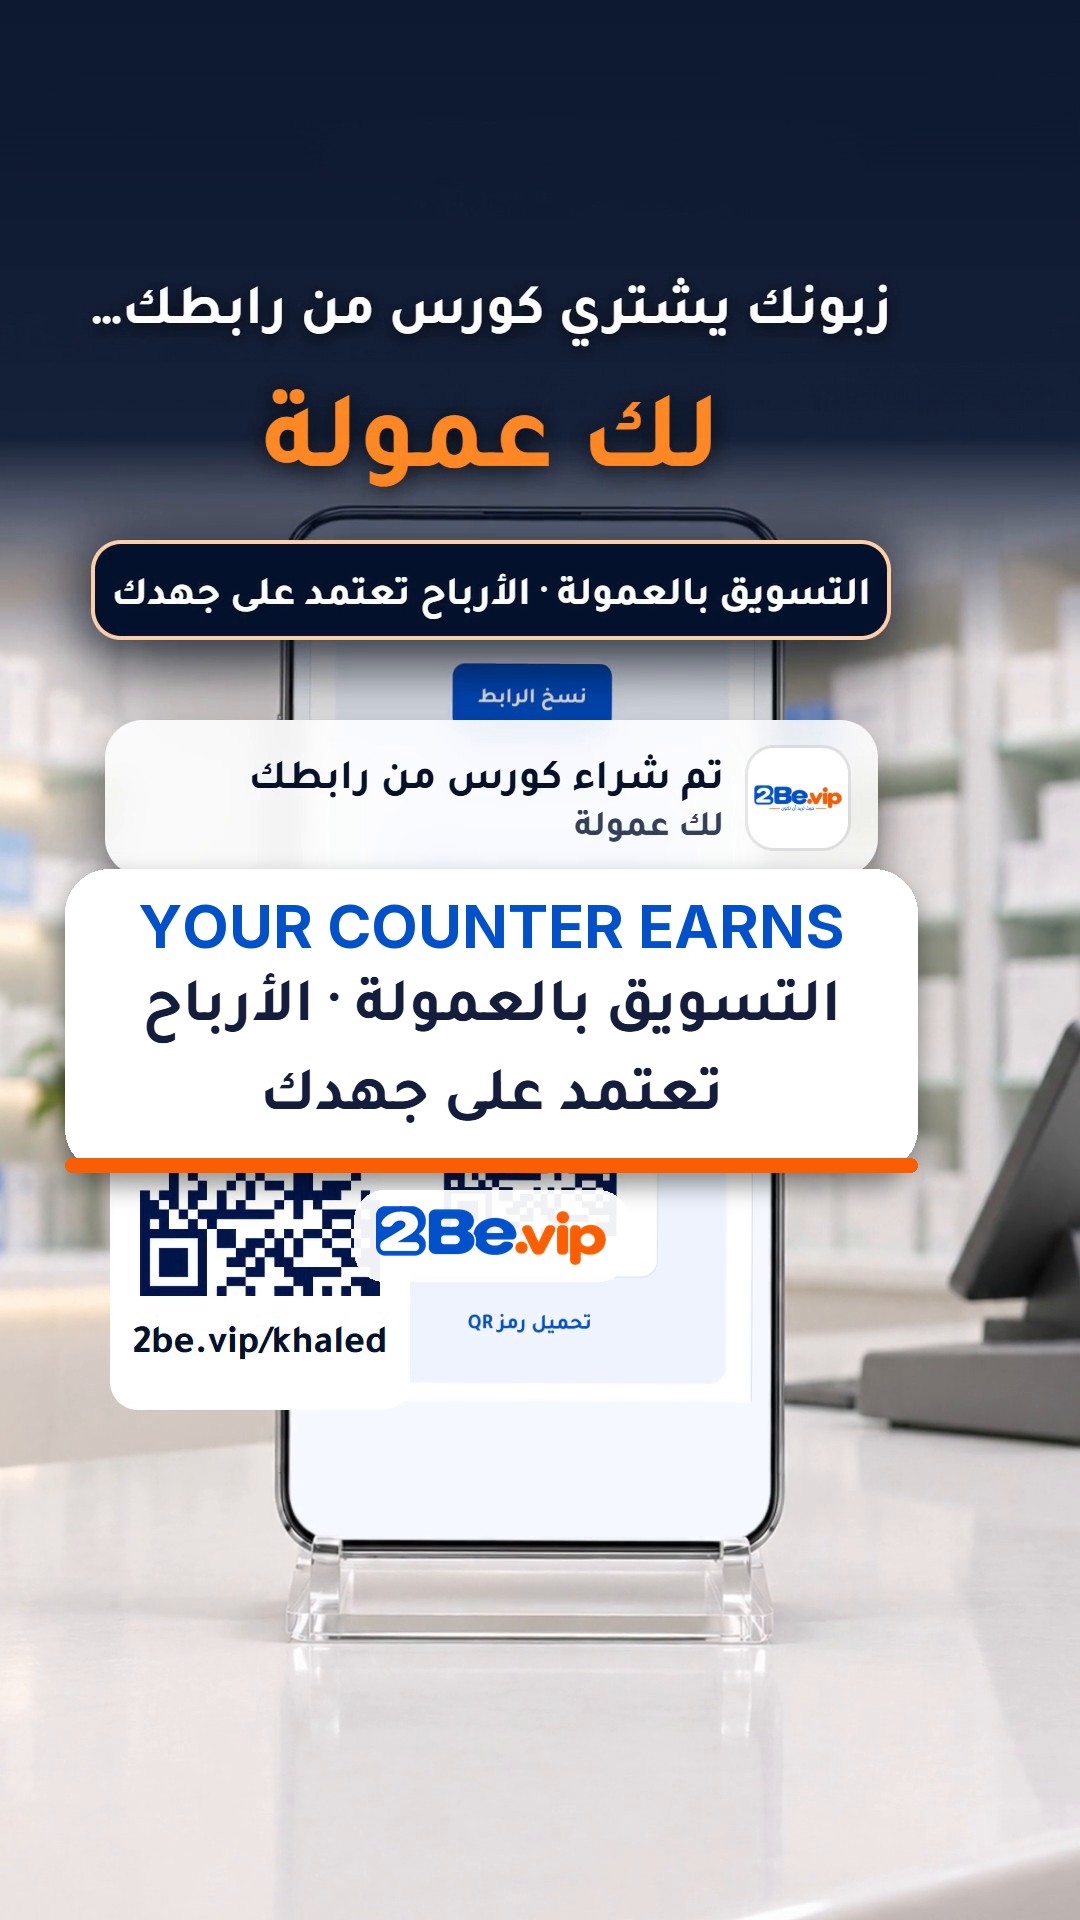 زبونك يشتري كورس من رابطك...
لك عمولة
التسويق بالعمولة · الأرباح تعتمد على جهدك
نسخ الرابط
تم شراء كورس من رابطك
لك عمولة
2Be.vip
YOUR COUNTER EARNS
التسويق بالعمولة · الأرباح
تعتمد على جهدك
2Be.vip
تحميل رمز QR
2be.vip/khaled